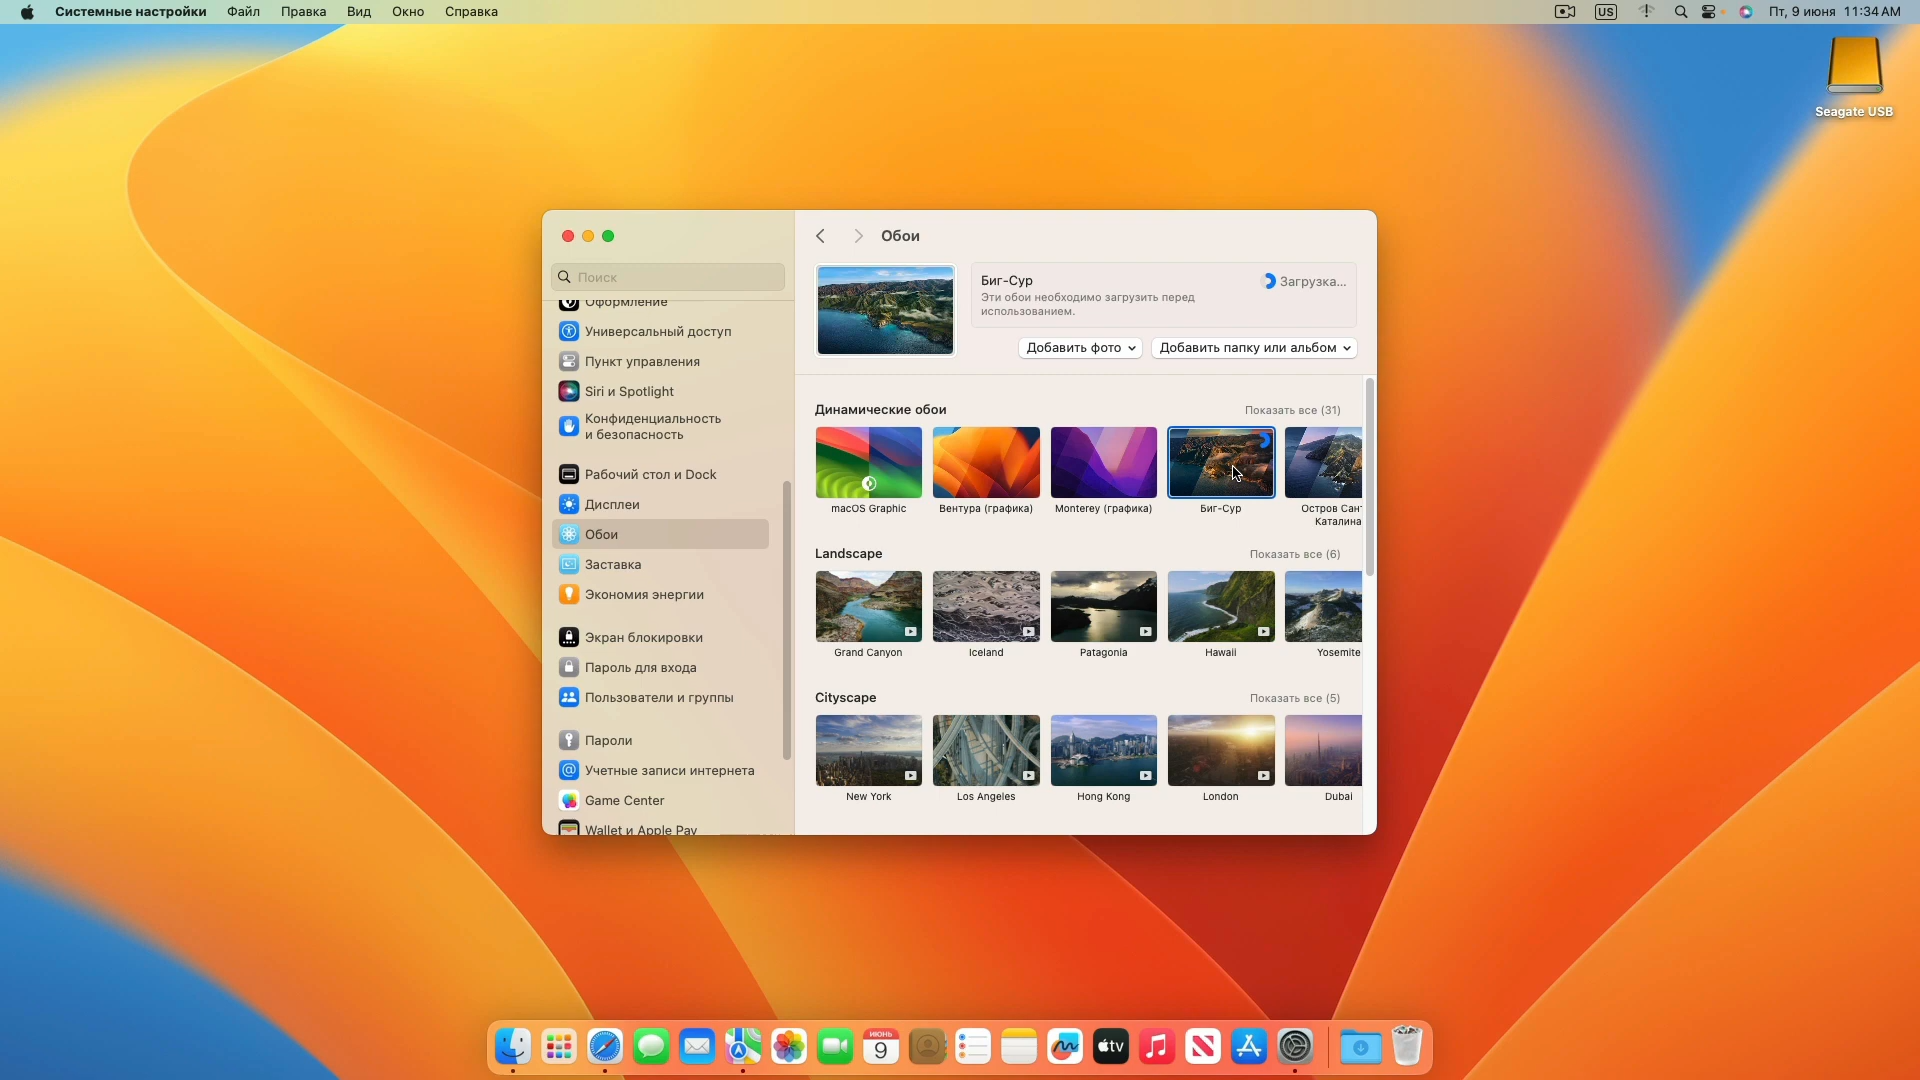 Системные настройки Файл Правка Вид Окно Справка US Пт, 9 июня 11:34 AM
Seagate USB
Поиск
Оформление
Универсальный доступ
Пункт управления
Siri и Spotlight
Конфиденциальность
и безопасность
Рабочий стол и Dock
Дисплеи
Обои
Заставка
Экономия энергии
Экран блокировки
Пароль для входа
Пользователи и группы
Пароли
Учетные записи интернета
Game Center
Wallet и Apple Pay
Обои
Биг-Сур
Загрузка...
Эти обои необходимо загрузить перед
использованием.
Добавить фото
Добавить папку или альбом
Динамические обои
Показать все (31)
macOS Graphic
Вентура (графика)
Monterey (графика)
Биг-Сур
Остров Сан
Каталина
Landscape
Показать все (6)
Grand Canyon
Iceland
Patagonia
Hawaii
Yosemite
Cityscape
Показать все (5)
New York
Los Angeles
Hong Kong
London
Dubai
ИЮНЬ
9
tv